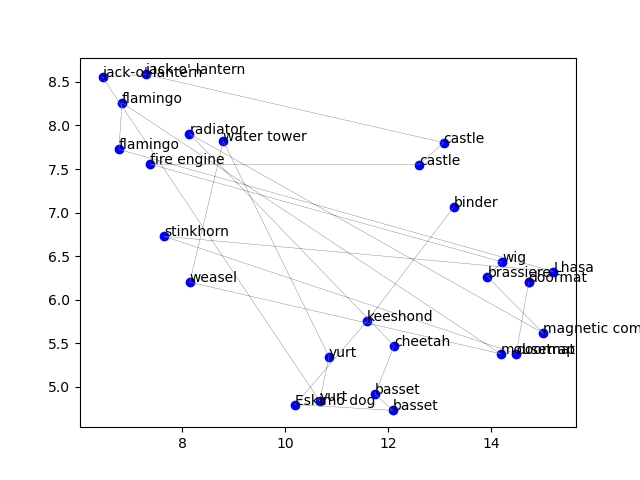 jack-o'-lantern
jack-o'-lantern
flamingo
radiator
water tower
castle
flamingo
fire engine
castle
binder
stinkhorn
wig
Lhasa
brassiere
doormat
weasel
keeshond
magnetic com
cheetah
yurt
mousetrap
doormat
basset
yurt
Eskimo dog
basset
8.5
8.0
7.5
7.0
6.5
6.0
5.5
5.0
8
10
12
14